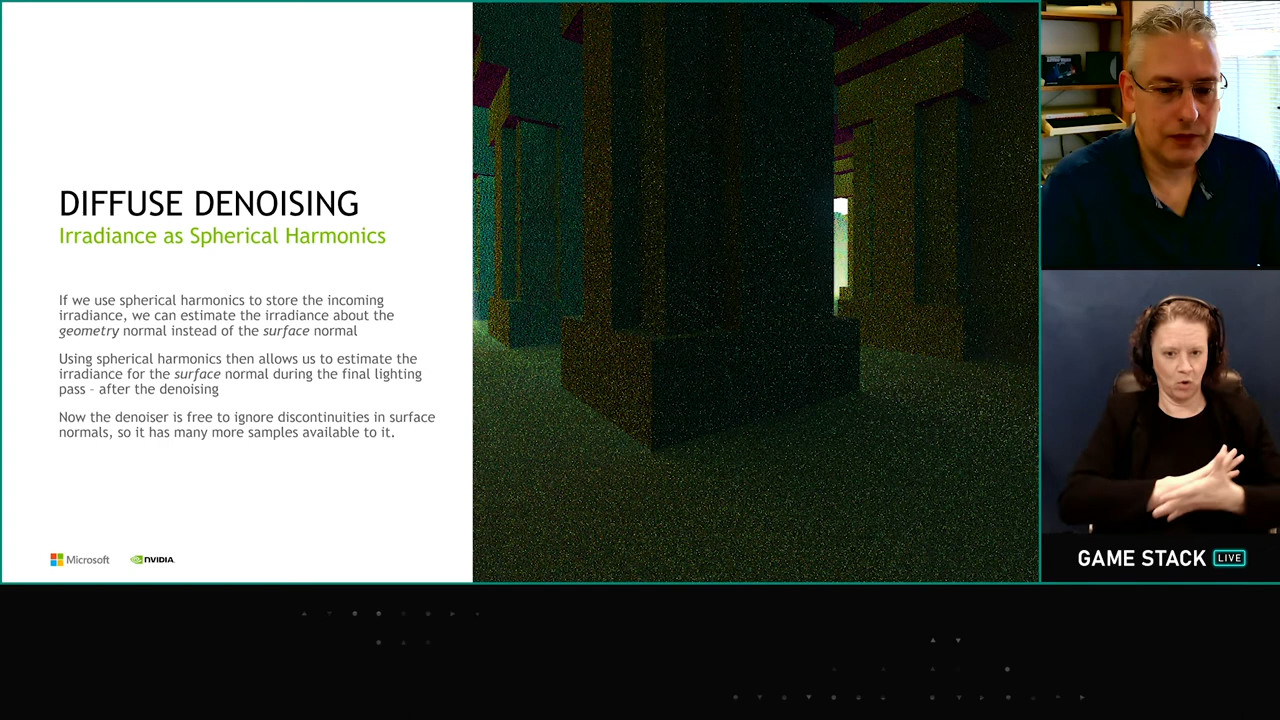 DIFFUSE DENOISING
Irradiance as Spherical Harmonics
If we use spherical harmonics to store the incoming
irradiance, we can estimate the irradiance about the
geometry normal instead of the surface normal
Using spherical harmonics then allows us to estimate the
irradiance for the surface normal during the final lighting
pass – after the denoising
Now the denoiser is free to ignore discontinuities in surface
normals, so it has many more samples available to it.
Microsoft
NVIDIA
GAME STACK LIVE